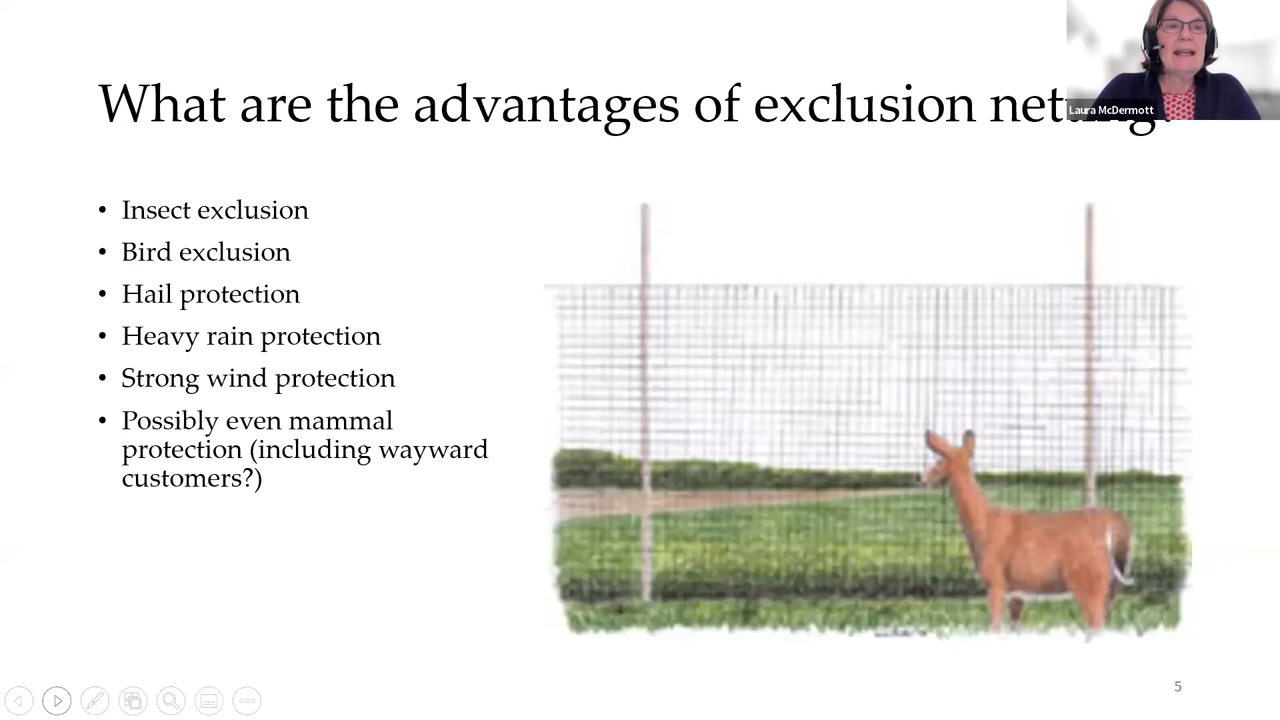 What are the advantages of exclusion netting?
Laura McDermott
• Insect exclusion
• Bird exclusion
• Hail protection
• Heavy rain protection
• Strong wind protection
• Possibly even mammal
protection (including wayward
customers?)
5